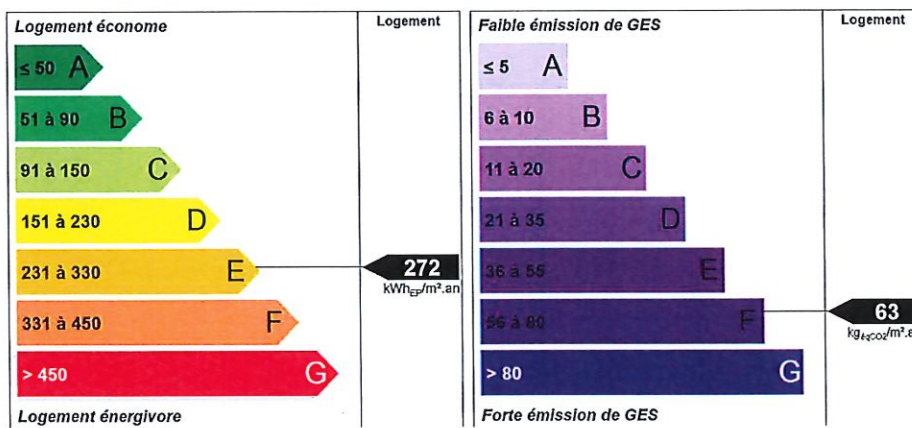 Logement économe
Logement
≤ 50 A
51 à 90 B
91 à 150 C
151 à 230 D
231 à 330 E
272
kWhEP/m².an
331 à 450 F
> 450 G
Logement énergivore
Faible émission de GES
Logement
≤ 5 A
6 à 10 B
11 à 20 C
21 à 35 D
36 à 55 E
56 à 80 F
63
kgéqCO2/m².a
> 80 G
Forte émission de GES